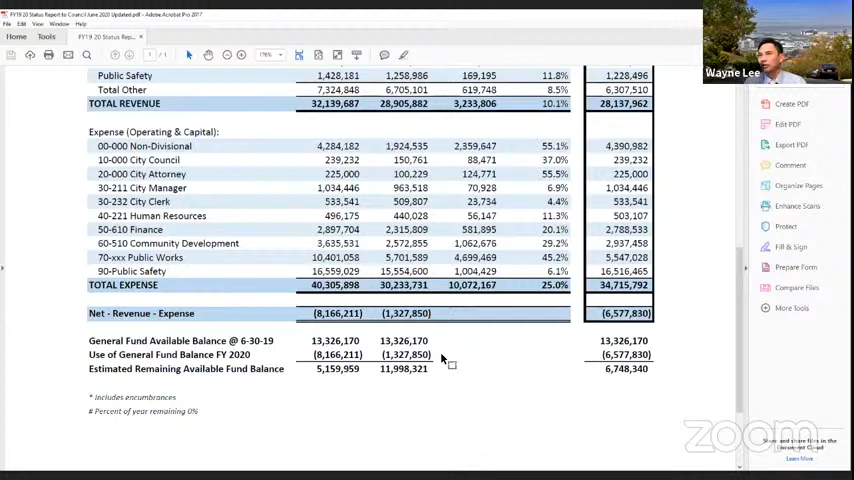 FY19 20 Status Report to Council June 2020 Updated.pdf - Adobe Acrobat Pro 2017
File Edit View Window Help
Home Tools FY19 20 Status Rep... ×
1 / 1 176%
Public Safety 1,428,181 1,258,986 169,195 11.8% 1,228,496
Total Other 7,324,848 6,705,101 619,748 8.5% 6,307,510
TOTAL REVENUE 32,139,687 28,905,882 3,233,806 10.1% 28,137,962
Expense (Operating & Capital):
00-000 Non-Divisional 4,284,182 1,924,535 2,359,647 55.1% 4,390,982
10-000 City Council 239,232 150,761 88,471 37.0% 239,232
20-000 City Attorney 225,000 100,229 124,771 55.5% 225,000
30-211 City Manager 1,034,446 963,518 70,928 6.9% 1,034,446
30-232 City Clerk 533,541 509,807 23,734 4.4% 533,541
40-221 Human Resources 496,175 440,028 56,147 11.3% 503,107
50-610 Finance 2,897,704 2,315,809 581,895 20.1% 2,788,533
60-510 Community Development 3,635,531 2,572,855 1,062,676 29.2% 2,937,458
70-xxx Public Works 10,401,058 5,701,589 4,699,469 45.2% 5,547,028
90-Public Safety 16,559,029 15,554,600 1,004,429 6.1% 16,516,465
TOTAL EXPENSE 40,305,898 30,233,731 10,072,167 25.0% 34,715,792
Net - Revenue - Expense (8,166,211) (1,327,850) (6,577,830)
General Fund Available Balance @ 6-30-19 13,326,170 13,326,170 13,326,170
Use of General Fund Balance FY 2020 (8,166,211) (1,327,850) (6,577,830)
Estimated Remaining Available Fund Balance 5,159,959 11,998,321 6,748,340
* Includes encumbrances
# Percent of year remaining 0%
Wayne Lee
Create PDF
Edit PDF
Export PDF
Comment
Organize Pages
Enhance Scans
Protect
Fill & Sign
Prepare Form
Compare Files
More Tools
zoom
Store and share files in the
Document Cloud
Learn More